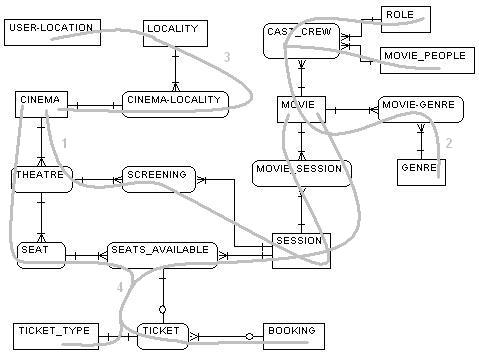 ROLE
USER-LOCATION
LOCALITY
CAST_CREW
3
MOVIE_PEOPLE
CINEMA
CINEMA-LOCALITY
MOVIE
MOVIE-GENRE
1
2
THEATRE
SCREENING
MOVIE_SESSION
GENRE
SEAT
SEATS_AVAILABLE
SESSION
4
TICKET_TYPE
TICKET
BOOKING